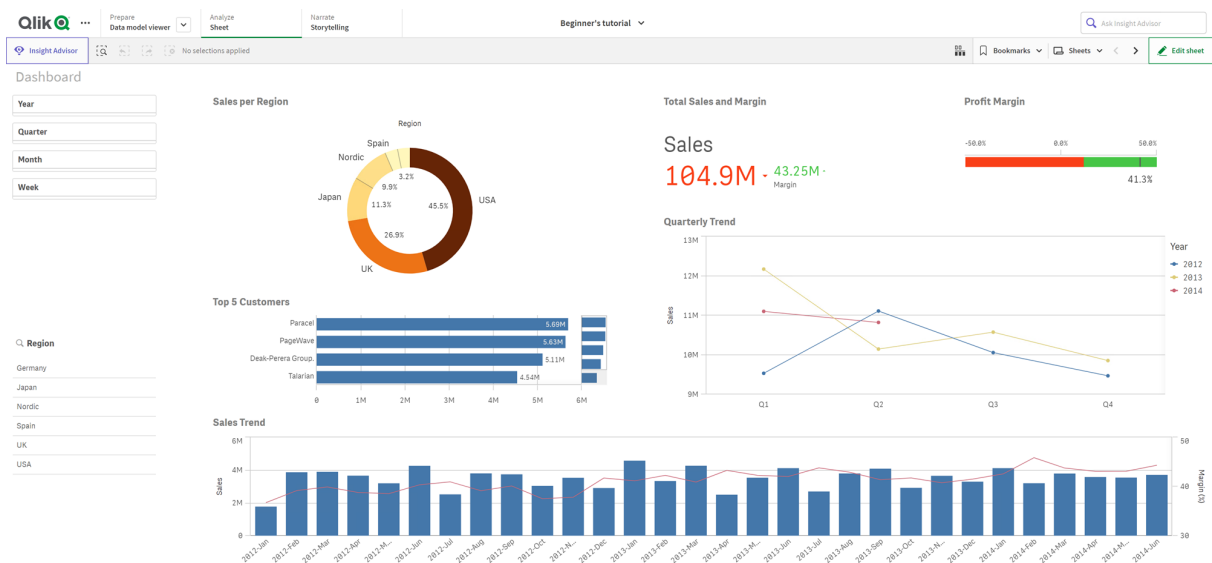 Qlik
Prepare
Data model viewer
Analyze
Sheet
Narrate
Storytelling
Beginner's tutorial
Ask Insight Advisor
Insight Advisor
No selections applied
Bookmarks
Sheets
Edit sheet
Dashboard
Year
Quarter
Month
Week
Region
Germany
Japan
Nordic
Spain
UK
USA
Sales per Region
Region
Spain
Nordic
Japan
UK
USA
3.2%
9.9%
11.3%
26.9%
45.5%
Top 5 Customers
Paracel 5.69M
PageWave 5.63M
Deak-Perera Group. 5.11M
Talarian 4.54M
0 1M 2M 3M 4M 5M 6M
Total Sales and Margin
Sales
104.9M
43.25M
Margin
Profit Margin
-50.0% 0.0% 50.0%
41.3%
Quarterly Trend
Sales
13M
12M
11M
10M
9M
Q1 Q2 Q3 Q4
Year
2012
2013
2014
Sales Trend
Sales
6M
4M
2M
0
50
40
30
Margin (%)
2012-Jan 2012-Feb 2012-Mar 2012-Apr 2012-M... 2012-Jun 2012-Jul 2012-Aug 2012-Sep 2012-Oct 2012-N... 2012-Dec 2013-Jan 2013-Feb 2013-Mar 2013-Apr 2013-M... 2013-Jun 2013-Jul 2013-Aug 2013-Sep 2013-Oct 2013-N... 2013-Dec 2014-Jan 2014-Feb 2014-Mar 2014-Apr 2014-M... 2014-Jun